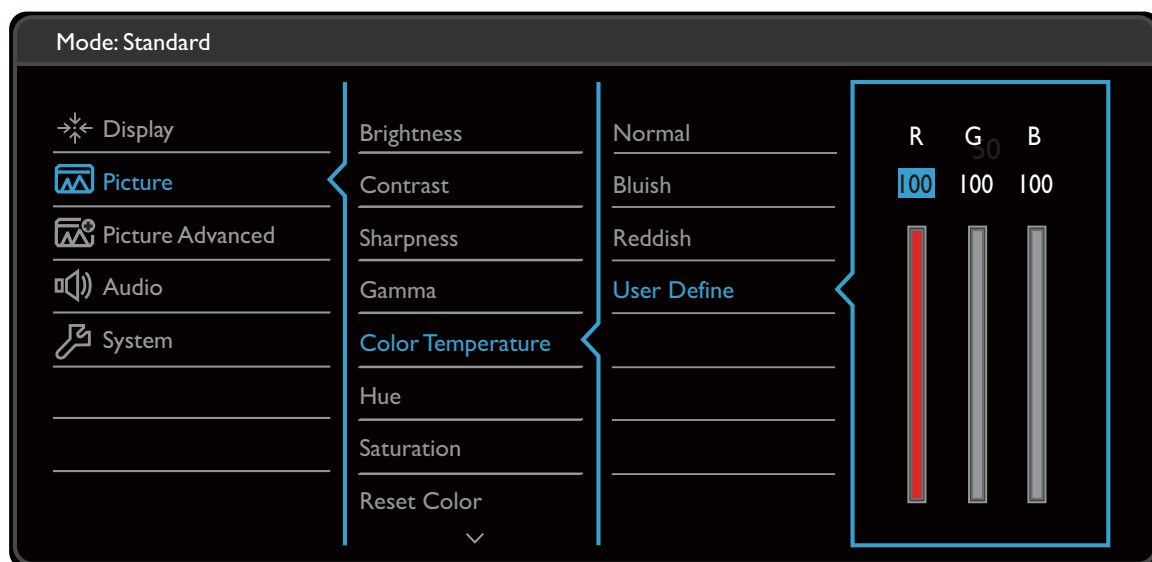 Mode: Standard
Display
Picture
Picture Advanced
Audio
System
Brightness
Contrast
Sharpness
Gamma
Color Temperature
Hue
Saturation
Reset Color
Normal
Bluish
Reddish
User Define
R G B
50
100 100 100